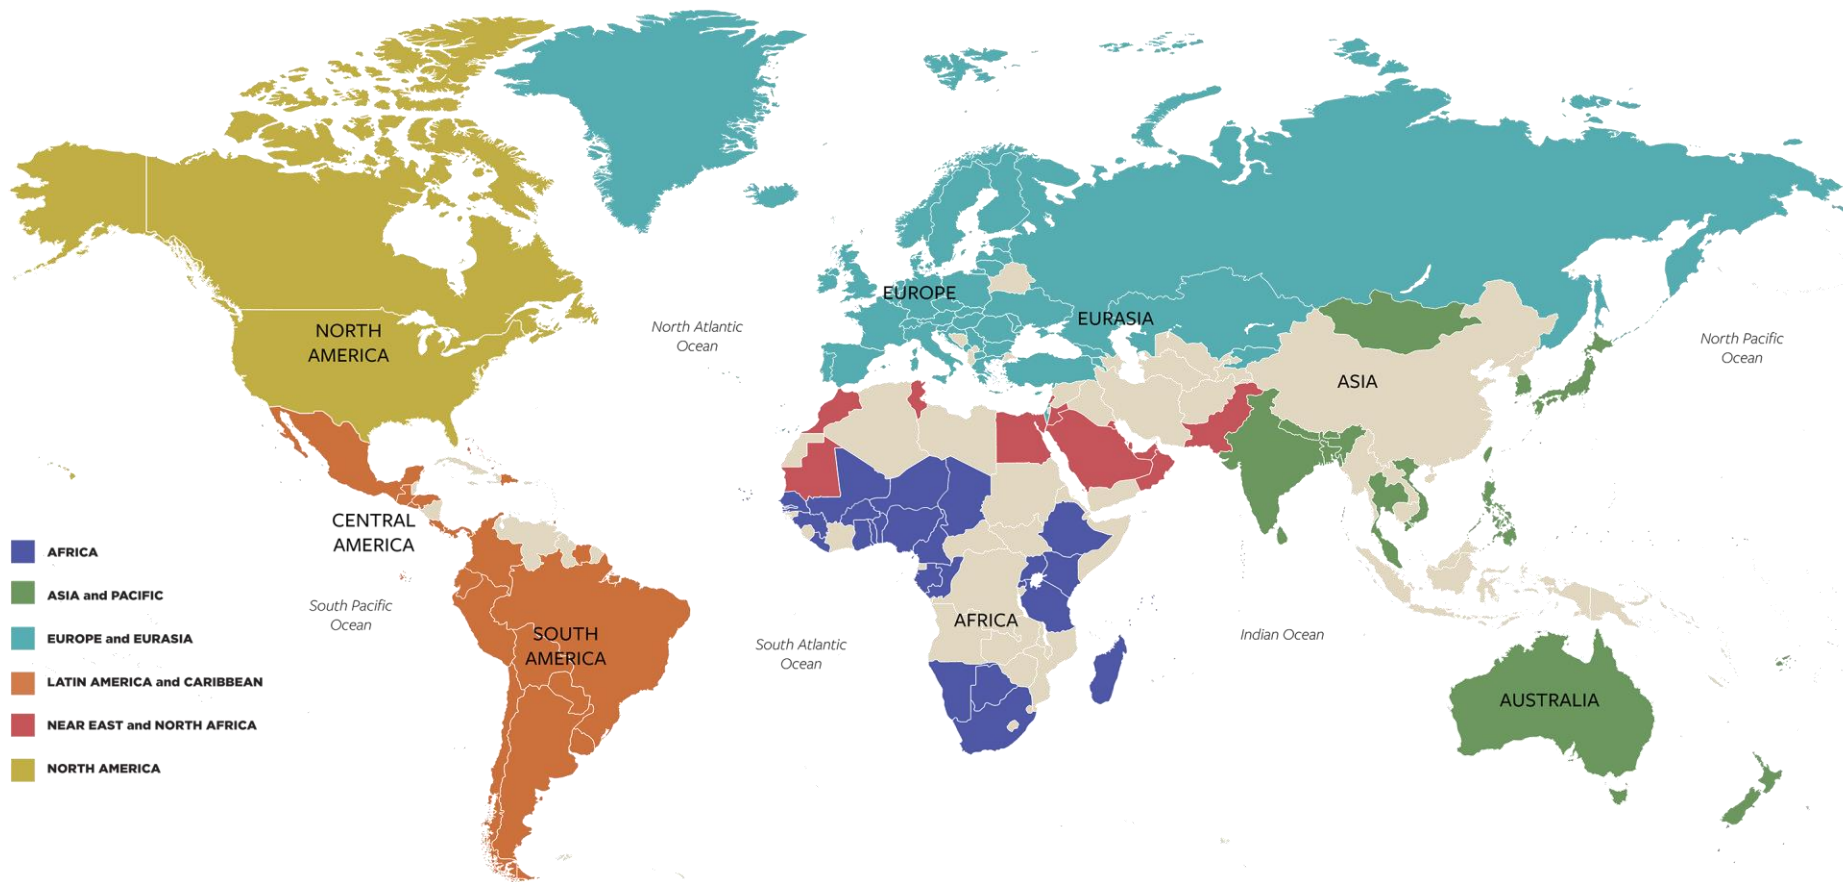 NORTH
AMERICA
North Atlantic
Ocean
EUROPE
EURASIA
ASIA
North Pacific
Ocean
CENTRAL
AMERICA
South Pacific
Ocean
SOUTH
AMERICA
South Atlantic
Ocean
AFRICA
Indian Ocean
AUSTRALIA
AFRICA
ASIA and PACIFIC
EUROPE and EURASIA
LATIN AMERICA and CARIBBEAN
NEAR EAST and NORTH AFRICA
NORTH AMERICA